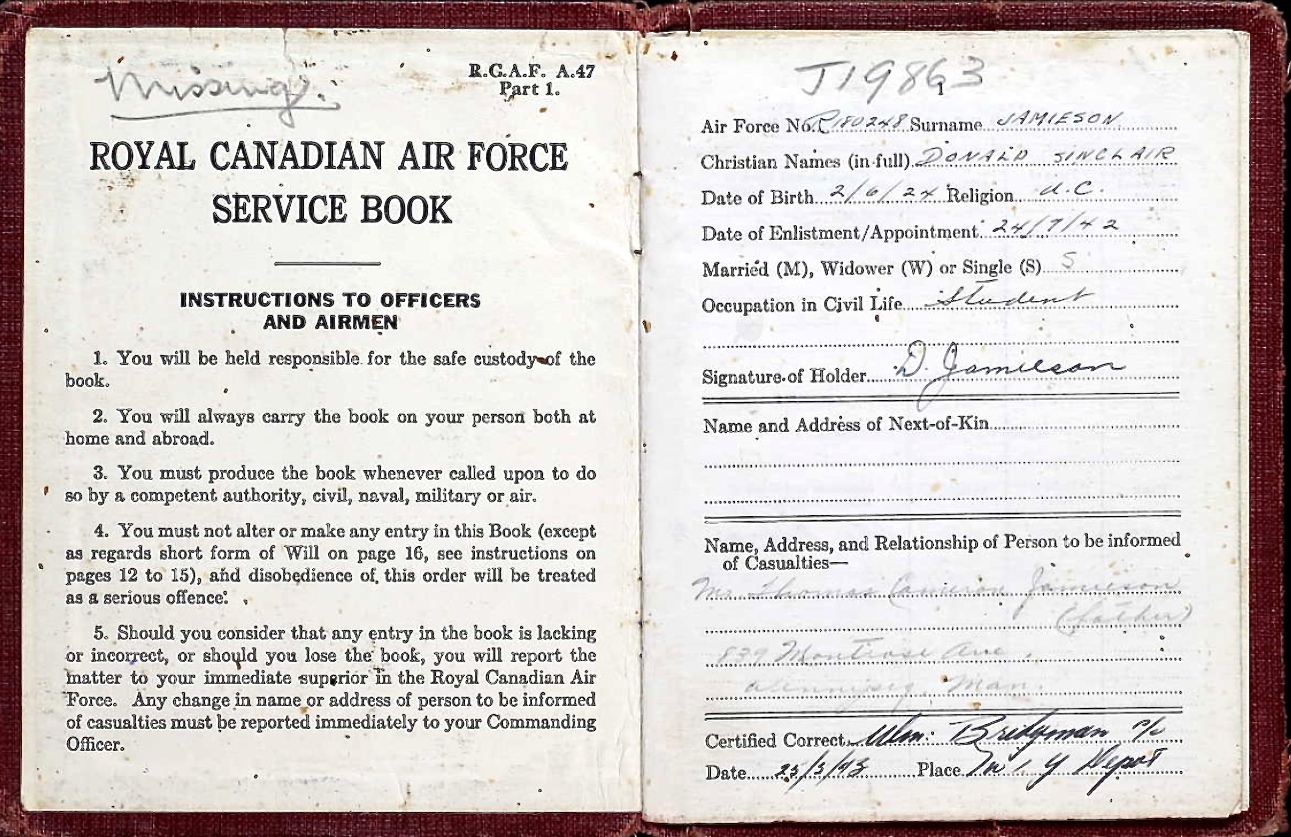 Missing.
R.C.A.F. A.47
Part 1.
ROYAL CANADIAN AIR FORCE
SERVICE BOOK
INSTRUCTIONS TO OFFICERS
AND AIRMEN
1. You will be held responsible for the safe custody of the
book.
2. You will always carry the book on your person both at
home and abroad.
3. You must produce the book whenever called upon to do
so by a competent authority, civil, naval, military or air.
4. You must not alter or make any entry in this Book (except
as regards short form of Will on page 16, see instructions on
pages 12 to 15), and disobedience of this order will be treated
as a serious offence.
5. Should you consider that any entry in the book is lacking
or incorrect, or should you lose the book, you will report the
matter to your immediate superior in the Royal Canadian Air
Force. Any change in name or address of person to be informed
of casualties must be reported immediately to your Commanding
Officer.
J19863
Air Force No. R180248 Surname JAMIESON
Christian Names (in full) DONALD SINCLAIR
Date of Birth 2/6/24 Religion U.C.
Date of Enlistment/Appointment 24/7/42
Married (M), Widower (W) or Single (S) S
Occupation in Civil Life Student
Signature of Holder D. Jamieson
Name and Address of Next-of-Kin
Name, Address, and Relationship of Person to be informed
of Casualties—
Mr. Thomas Cameron Jamieson
(father)
839 Montrose Ave.
Winnipeg Man.
Certified Correct Wm. Bridgman
Date 25/3/43 Place Depot